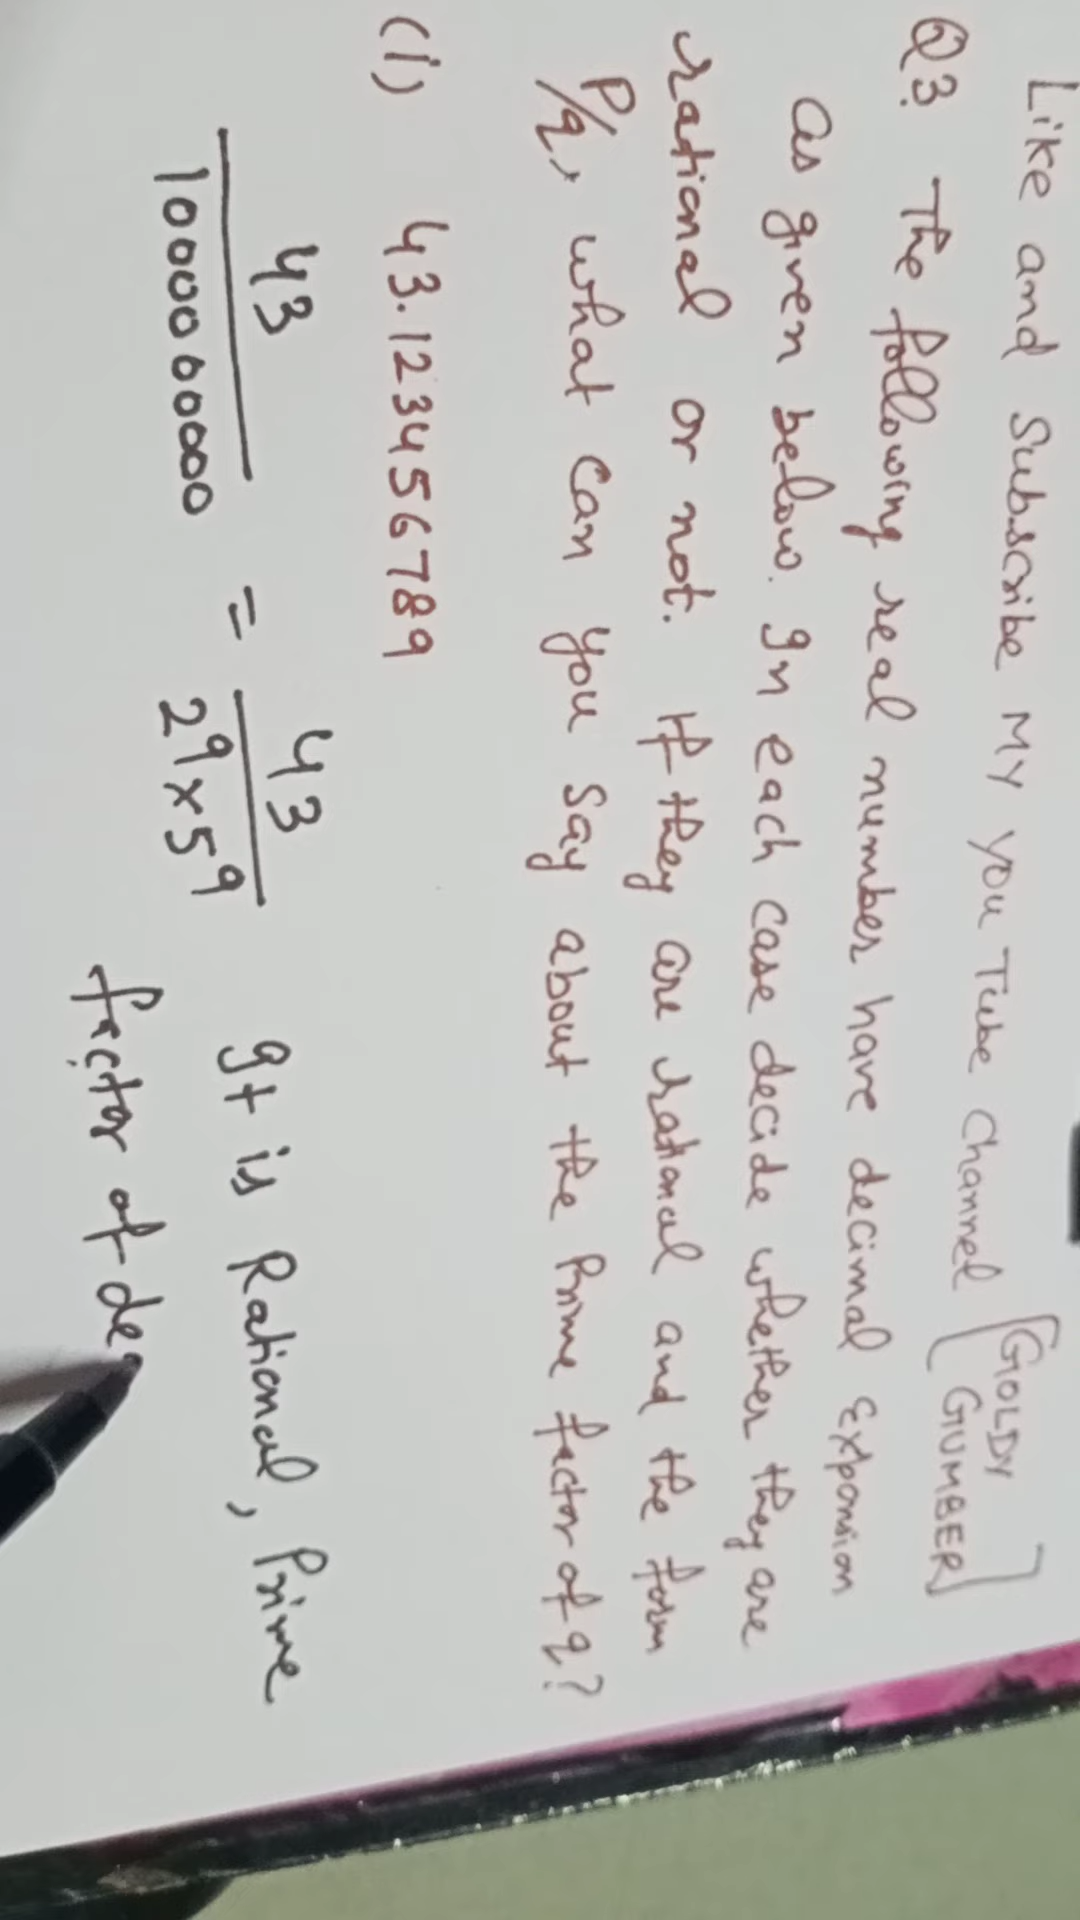 Like and Subscribe My You Tube Channel [GOLDY GUMBER]
Q3. The following real number have decimal Expansion
as given below. In each case decide whether they are
rational or not. If they are rational and the form
P/q, what can you say about the Prime factor of q?
(i) 43.123456789
43/1000000000 = 43/2⁹×5⁹ It is Rational, Prime
factor of de